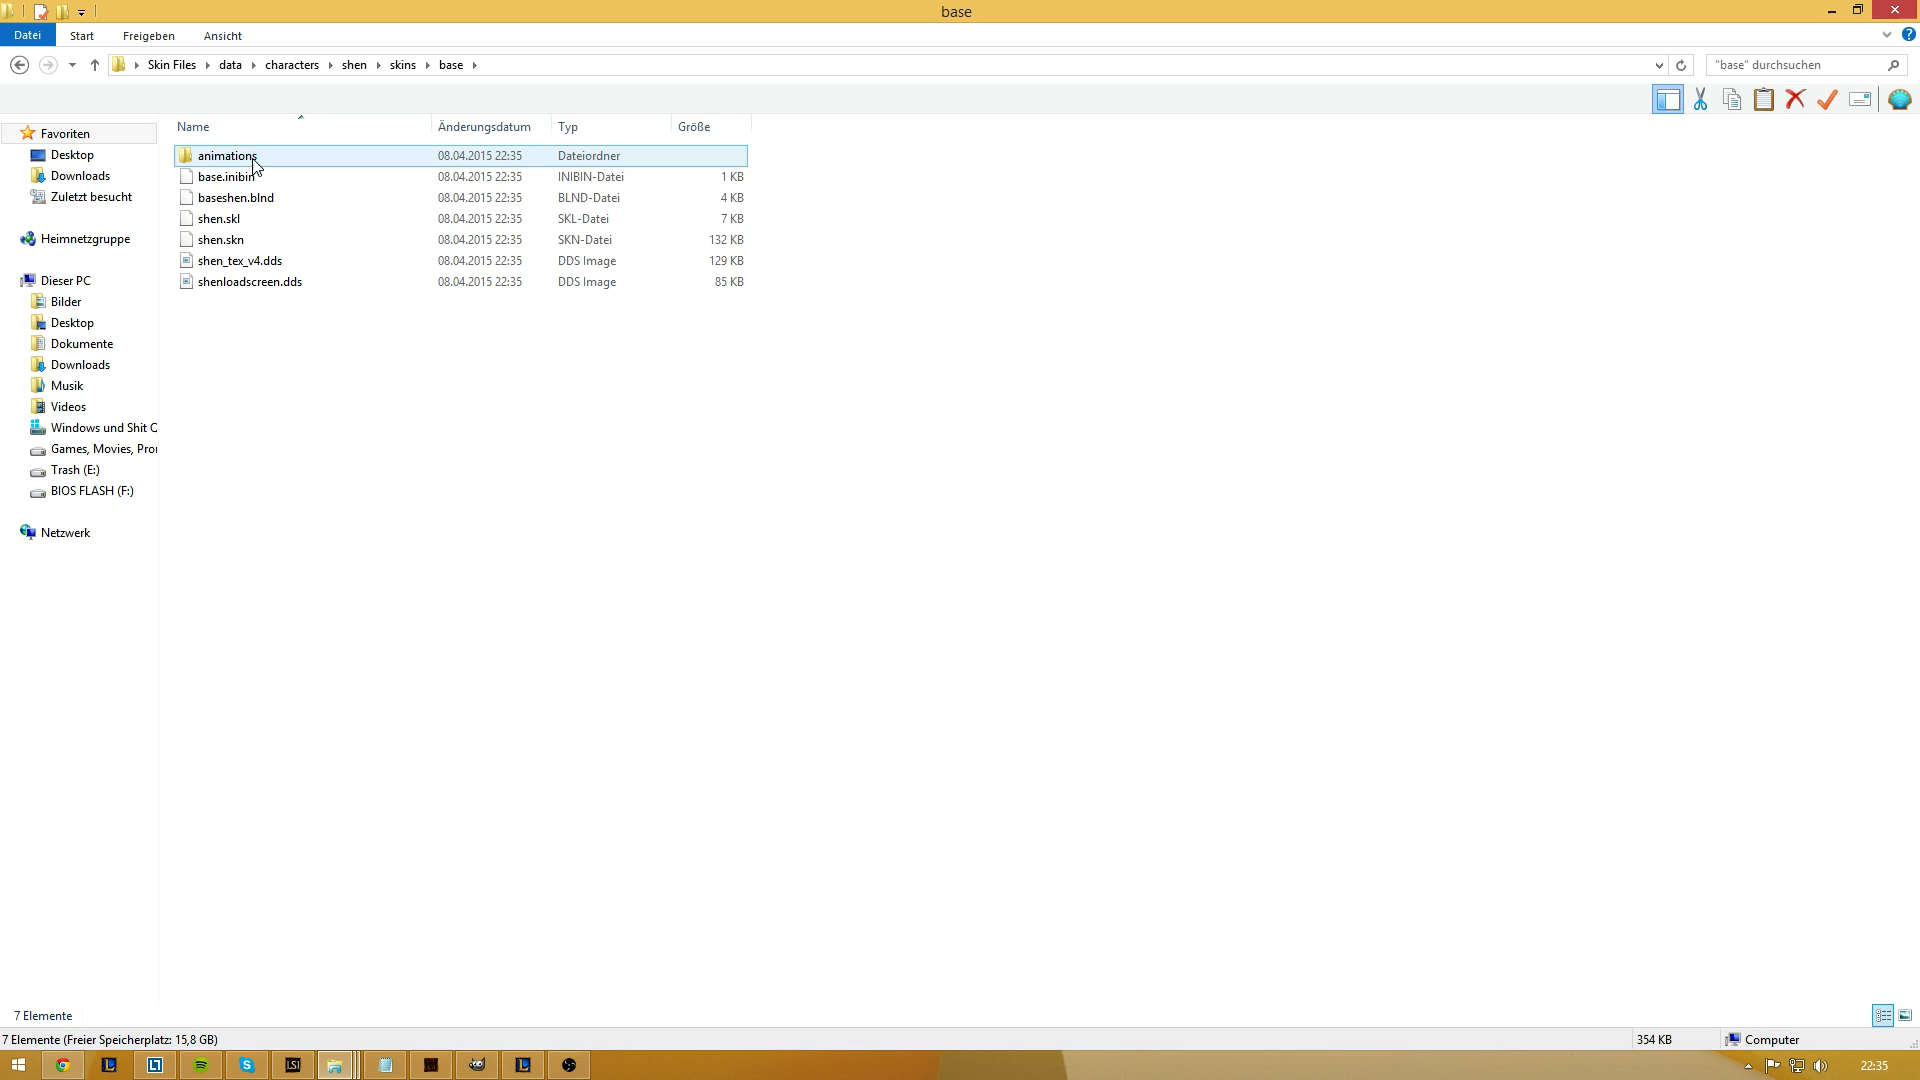 base
Datei Start Freigeben Ansicht
Skin Files data characters shen skins base "base" durchsuchen
Name Änderungsdatum Typ Größe
Favoriten
Desktop
Downloads
Zuletzt besucht
Heimnetzgruppe
Dieser PC
Bilder
Desktop
Dokumente
Downloads
Musik
Videos
Windows und Shit
Games, Movies,
Trash (E:)
BIOS FLASH (F:)
Netzwerk
animations 08.04.2015 22:35 Dateiordner
base.inibin 08.04.2015 22:35 INIBIN-Datei 1 KB
baseshen.blnd 08.04.2015 22:35 BLND-Datei 4 KB
shen.skl 08.04.2015 22:35 SKL-Datei 7 KB
shen.skn 08.04.2015 22:35 SKN-Datei 132 KB
shen_tex_v4.dds 08.04.2015 22:35 DDS Image 129 KB
shenloadscreen.dds 08.04.2015 22:35 DDS Image 85 KB
7 Elemente
7 Elemente (Freier Speicherplatz: 15,8 GB) 354 KB Computer
LSI
22:35